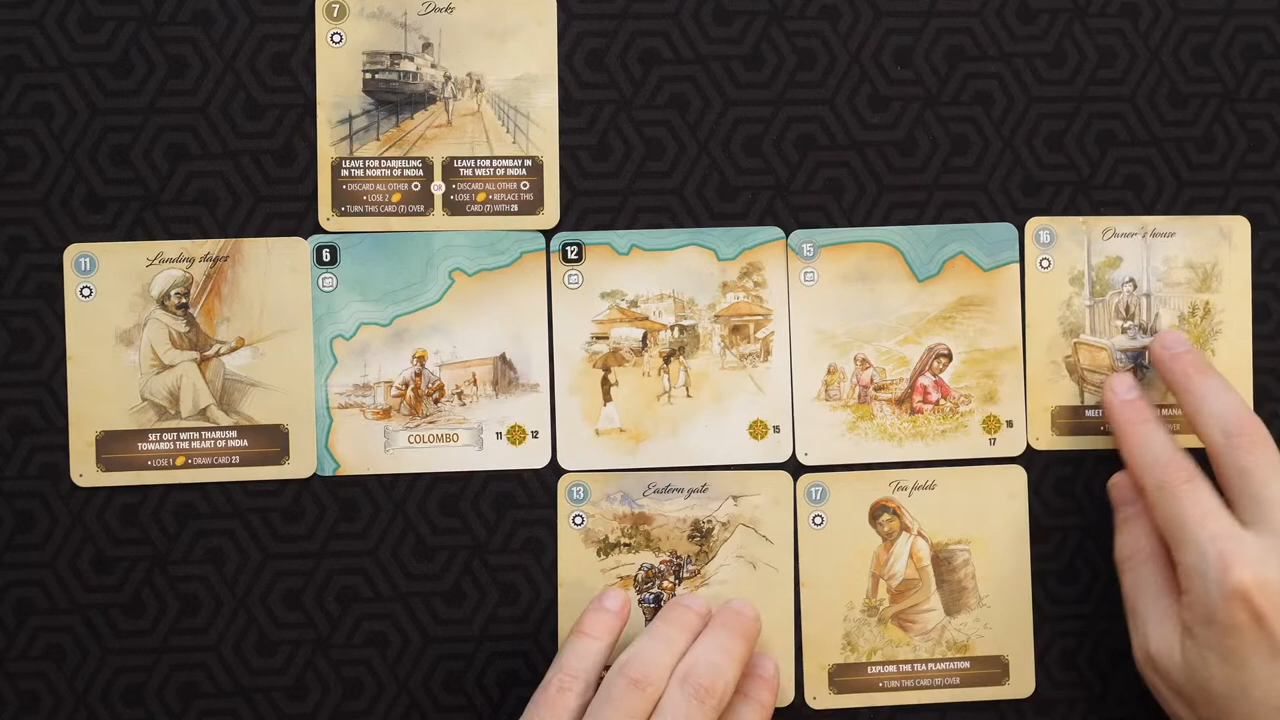 7
Docks
LEAVE FOR DARJEELING
IN THE NORTH OF INDIA
• DISCARD ALL OTHER
• LOSE 2
• TURN THIS CARD (7) OVER
OR
LEAVE FOR BOMBAY IN
THE WEST OF INDIA
• DISCARD ALL OTHER
• LOSE 1 • REPLACE THIS
CARD (7) WITH 26
11
Landing stages
SET OUT WITH THARUSHI
TOWARDS THE HEART OF INDIA
• LOSE 1 • DRAW CARD 23
6
COLOMBO
11 12
12
15
15
16
17
16
Owner's house
MEET
MANA
OVER
13
Eastern gate
17
Tea fields
EXPLORE THE TEA PLANTATION
• TURN THIS CARD (17) OVER